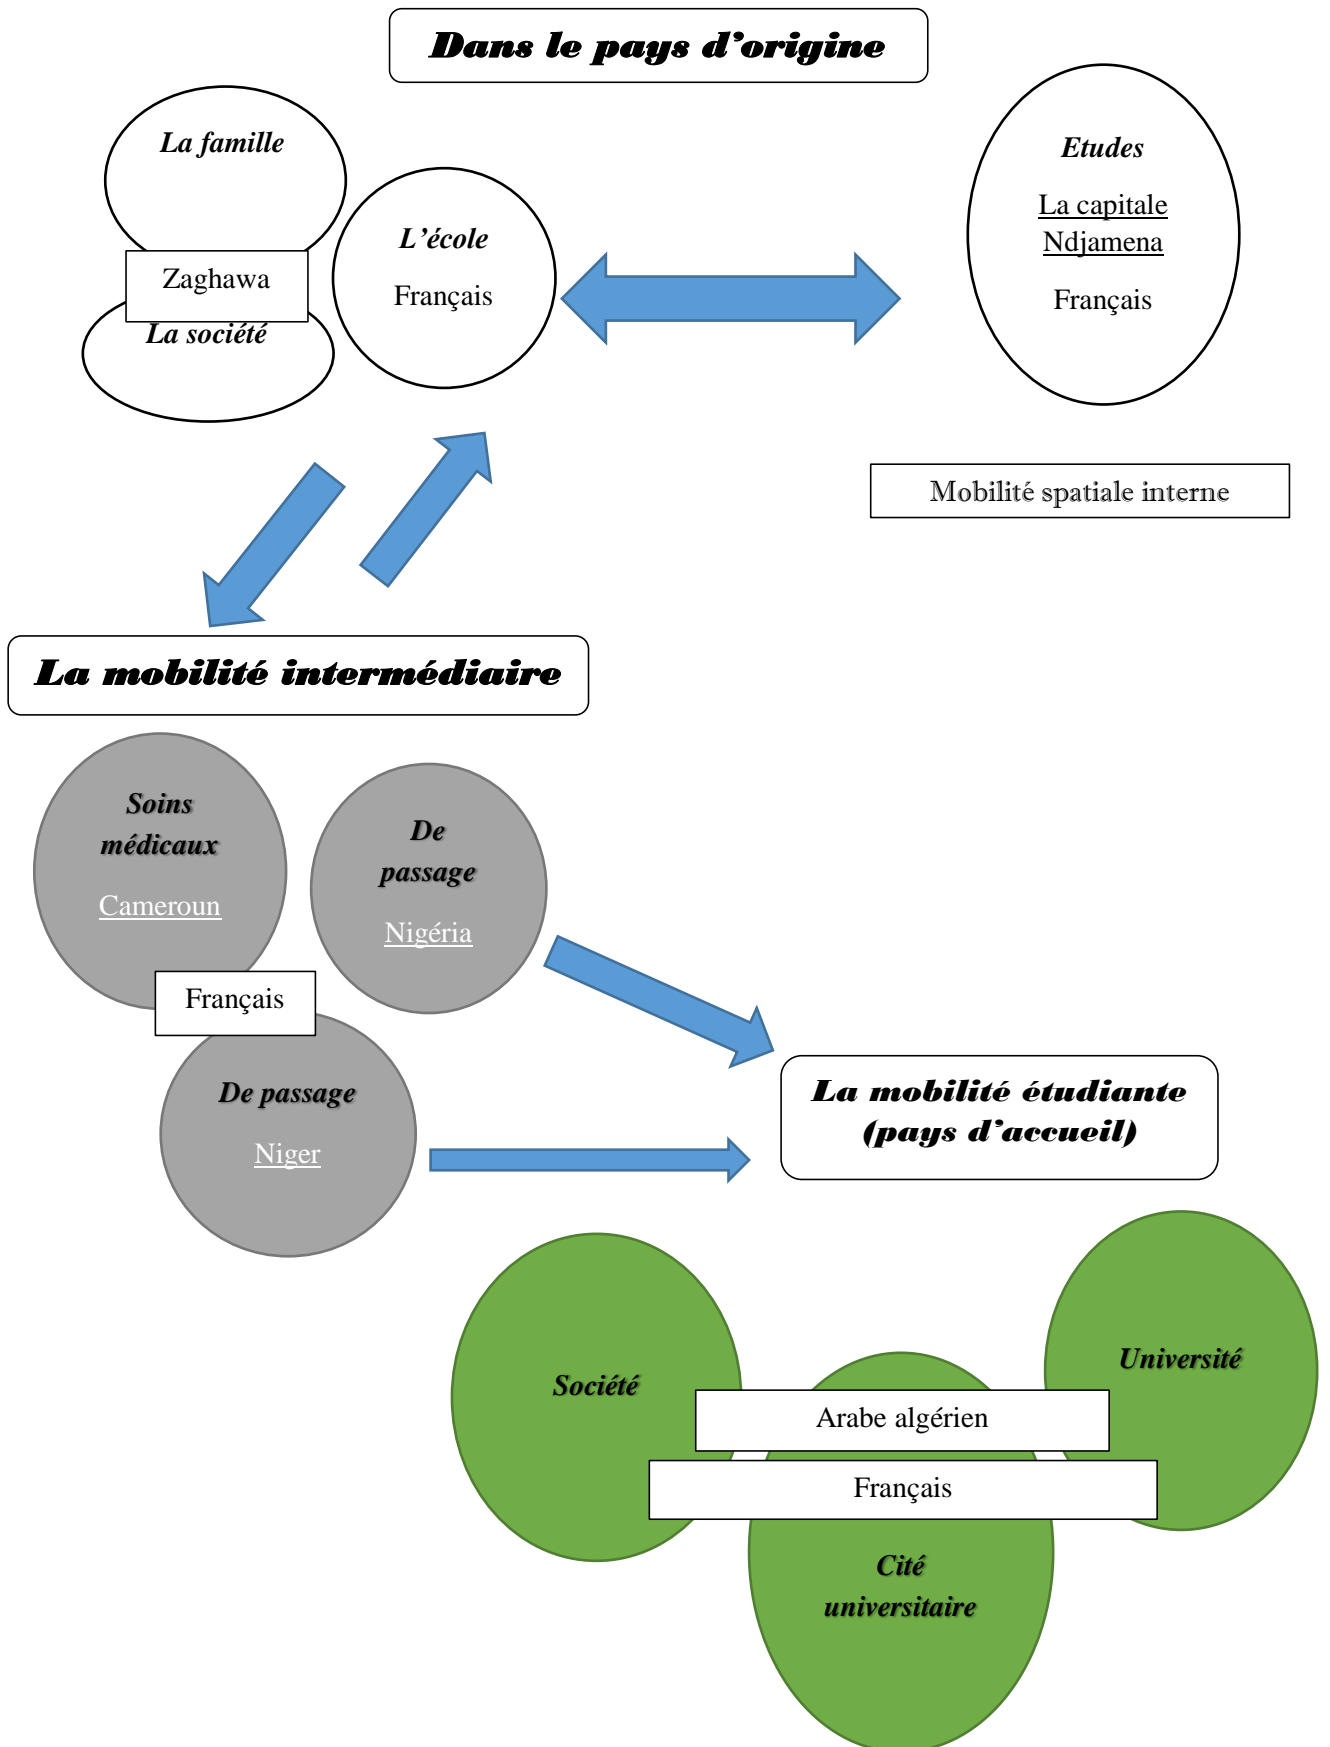 Dans le pays d’origine
La famille
Zaghawa
La société
L’école
Français
Etudes
La capitale
Ndjamena
Français
Mobilité spatiale interne
La mobilité intermédiaire
Soins
médicaux
Cameroun
De
passage
Nigéria
Français
De passage
Niger
La mobilité étudiante
(pays d’accueil)
Société
Université
Arabe algérien
Français
Cité
universitaire